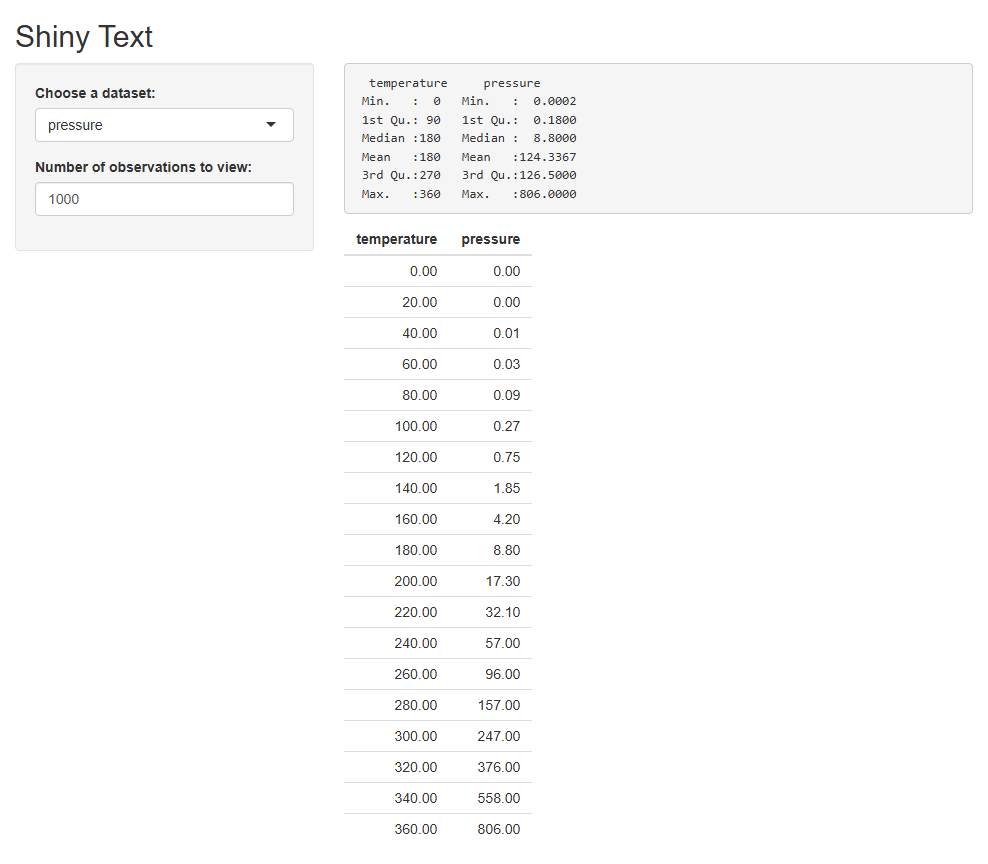 Shiny Text
Choose a dataset:
pressure
Number of observations to view:
1000
temperature pressure
Min. : 0 Min. : 0.0002
1st Qu.: 90 1st Qu.: 0.1800
Median :180 Median : 8.8000
Mean :180 Mean :124.3367
3rd Qu.:270 3rd Qu.:126.5000
Max. :360 Max. :806.0000
temperature pressure
0.00 0.00
20.00 0.00
40.00 0.01
60.00 0.03
80.00 0.09
100.00 0.27
120.00 0.75
140.00 1.85
160.00 4.20
180.00 8.80
200.00 17.30
220.00 32.10
240.00 57.00
260.00 96.00
280.00 157.00
300.00 247.00
320.00 376.00
340.00 558.00
360.00 806.00